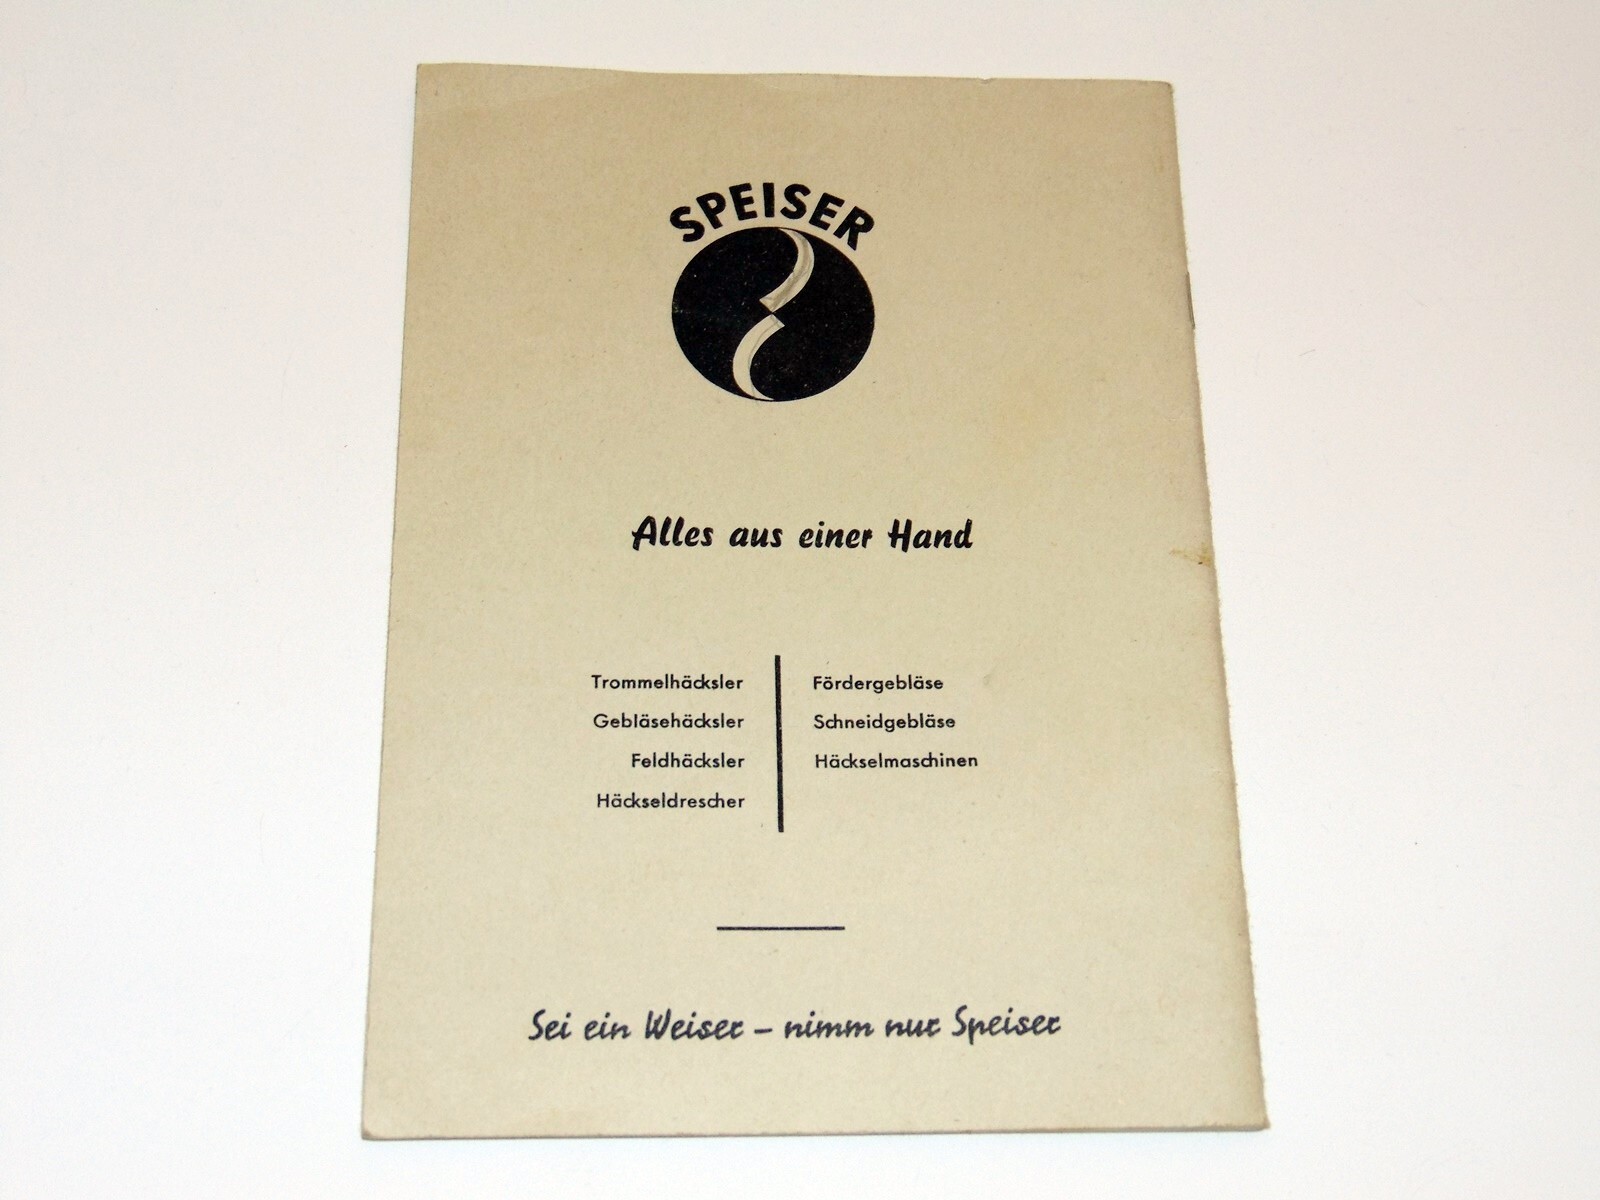 SPEISER
Alles aus einer Hand
Trommelhäcksler
Gebläsehäcksler
Feldhäcksler
Häckseldrescher
Fördergebläse
Schneidgebläse
Häckselmaschinen
Sei ein Weiser – nimm nur Speiser